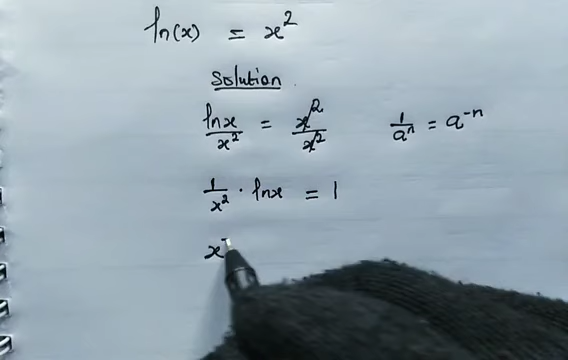 ln(x) = x²
Solution.
lnx/x² = x²/x² 1/aⁿ = a⁻ⁿ
1/x² · lnx = 1
x⁻